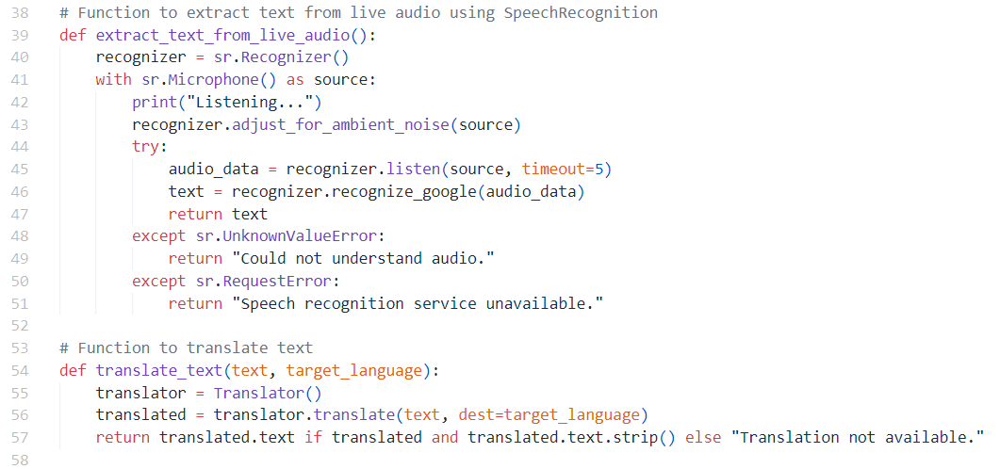 38 # Function to extract text from live audio using SpeechRecognition
39 def extract_text_from_live_audio():
40     recognizer = sr.Recognizer()
41     with sr.Microphone() as source:
42         print("Listening...")
43         recognizer.adjust_for_ambient_noise(source)
44         try:
45             audio_data = recognizer.listen(source, timeout=5)
46             text = recognizer.recognize_google(audio_data)
47             return text
48         except sr.UnknownValueError:
49             return "Could not understand audio."
50         except sr.RequestError:
51             return "Speech recognition service unavailable."
52
53 # Function to translate text
54 def translate_text(text, target_language):
55     translator = Translator()
56     translated = translator.translate(text, dest=target_language)
57     return translated.text if translated and translated.text.strip() else "Translation not available."
58